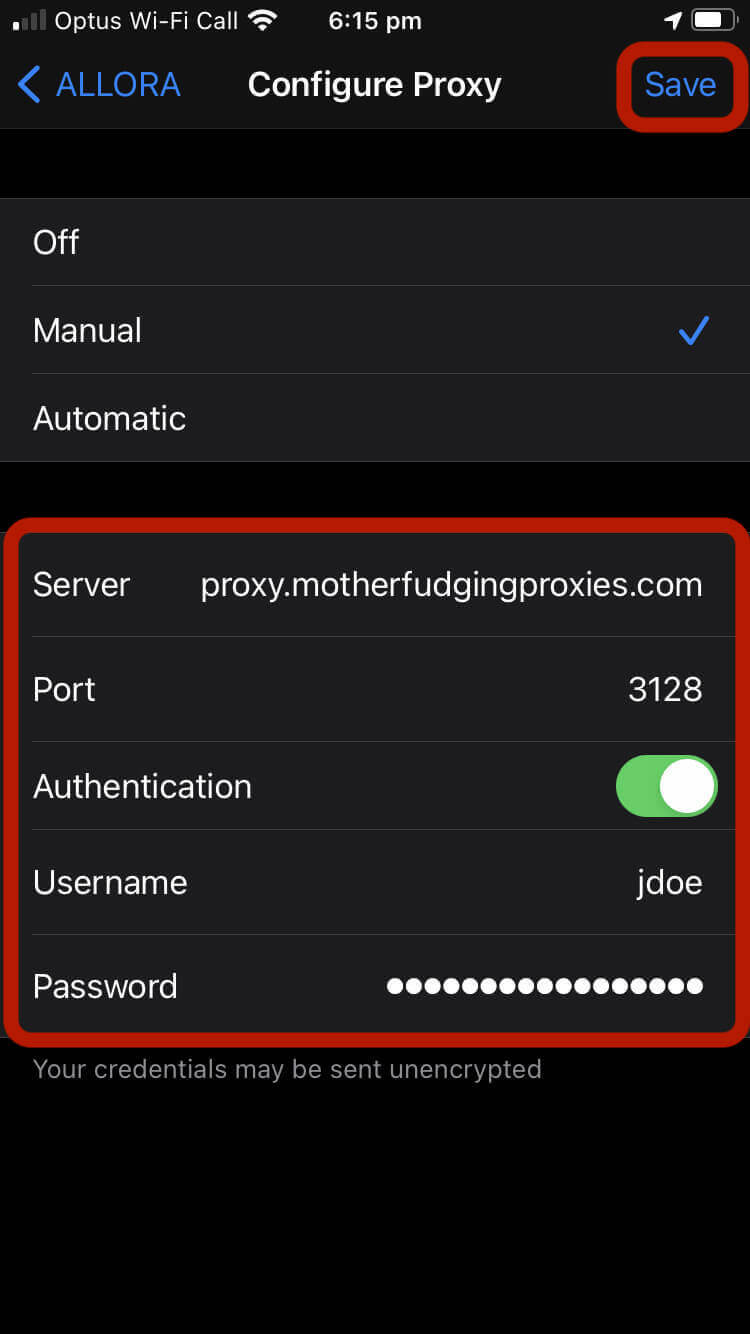 Optus Wi-Fi Call 6:15 pm
ALLORA Configure Proxy Save
Off
Manual
Automatic
Server proxy.motherfudgingproxies.com
Port 3128
Authentication
Username jdoe
Password ●●●●●●●●●●●●●●●●●
Your credentials may be sent unencrypted